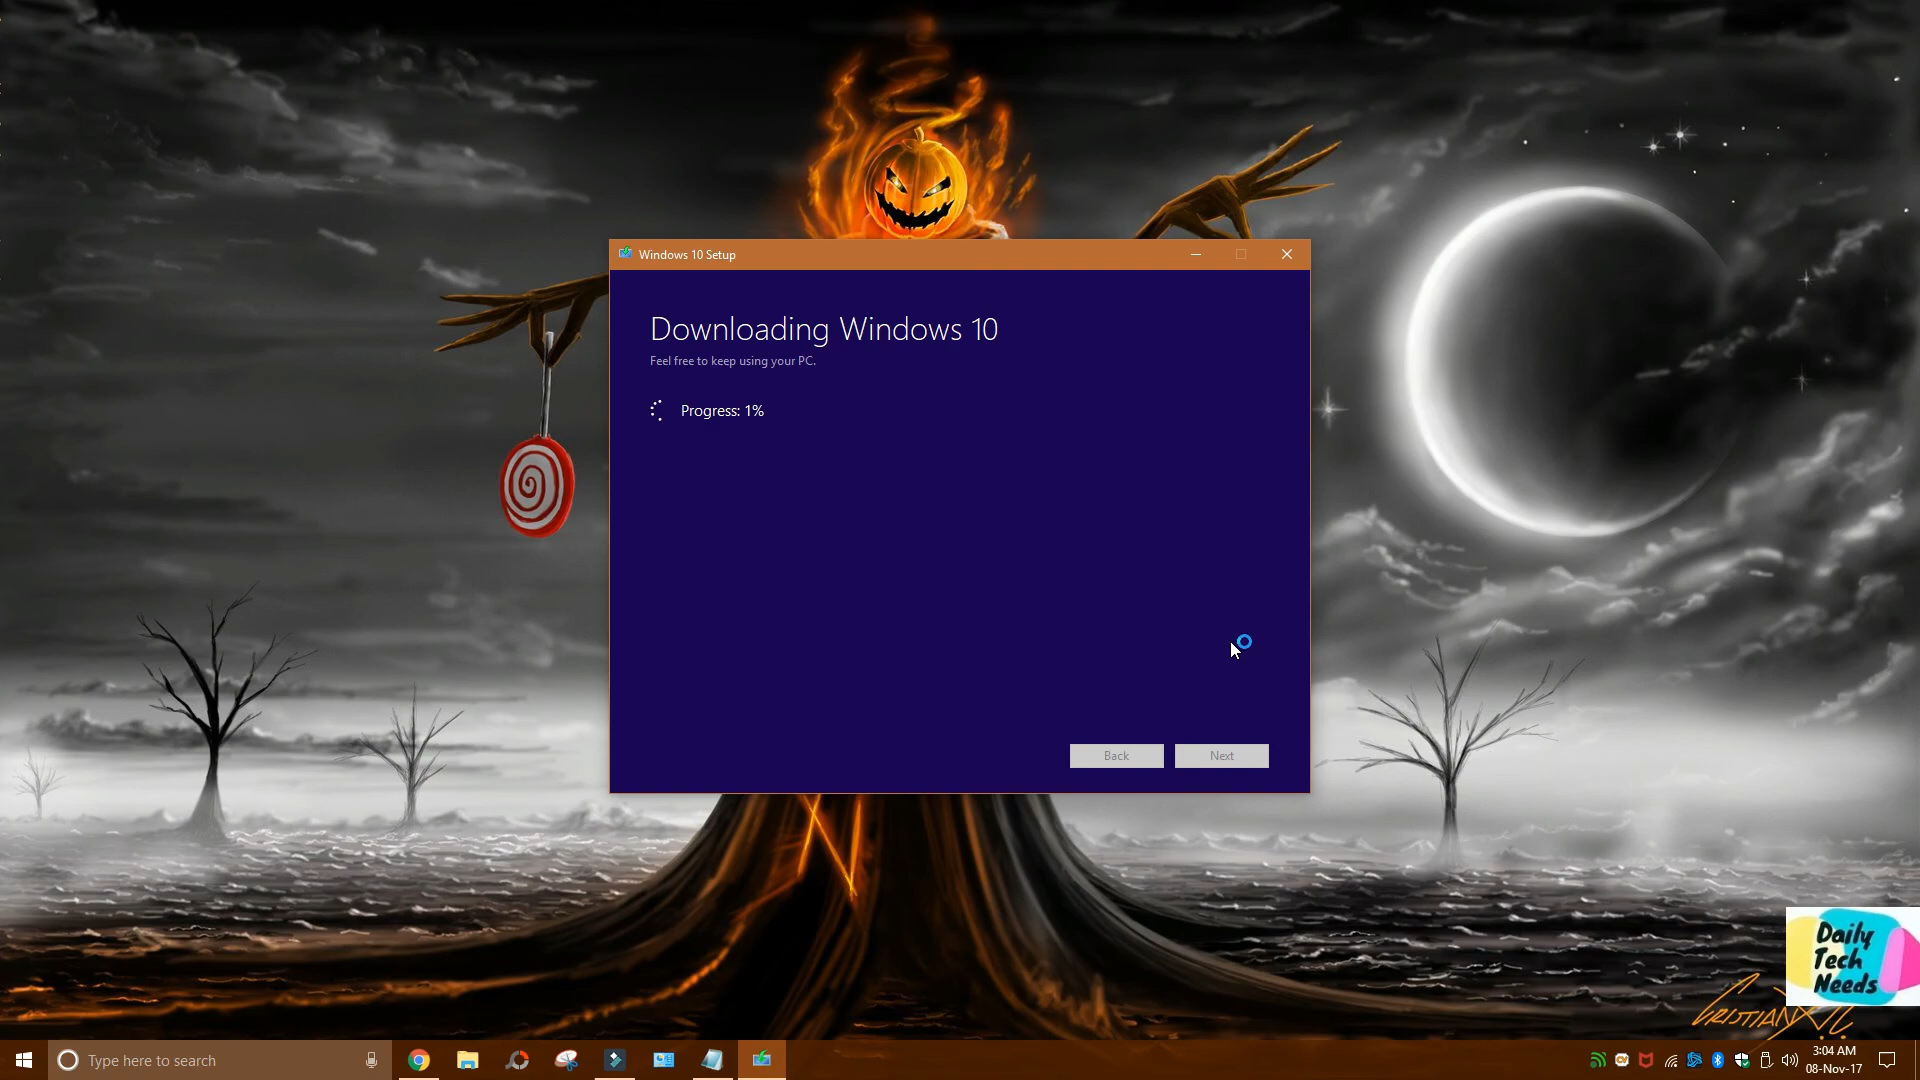 Windows 10 Setup
Downloading Windows 10
Feel free to keep using your PC.
Progress: 1%
Back
Next
Daily
Tech
Needs
Type here to search
3:04 AM
08-Nov-17